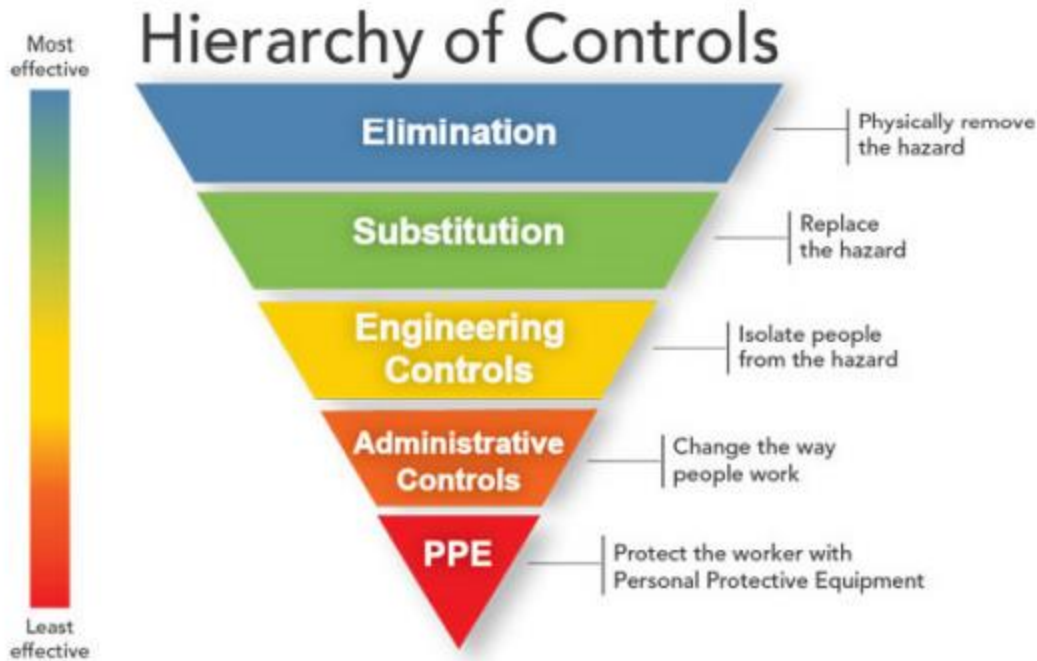 Hierarchy of Controls
Most
effective
Elimination
Physically remove
the hazard
Substitution
Replace
the hazard
Engineering
Controls
Isolate people
from the hazard
Administrative
Controls
Change the way
people work
PPE
Protect the worker with
Personal Protective Equipment
Least
effective